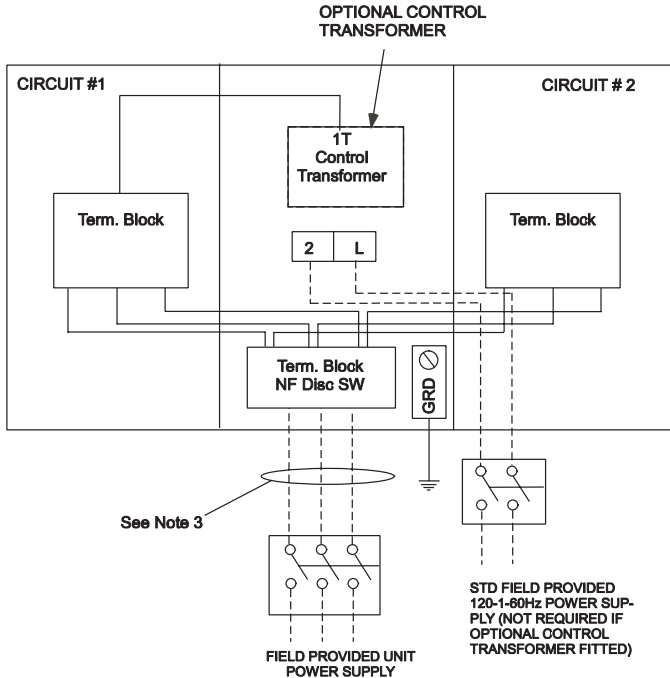 OPTIONAL CONTROL
TRANSFORMER
CIRCUIT #1
CIRCUIT # 2
1T
Control
Transformer
Term. Block
Term. Block
2
L
Term. Block
NF Disc SW
GRD
See Note 3
STD FIELD PROVIDED
120-1-60Hz POWER SUP-
PLY (NOT REQUIRED IF
OPTIONAL CONTROL
TRANSFORMER FITTED)
FIELD PROVIDED UNIT
POWER SUPPLY